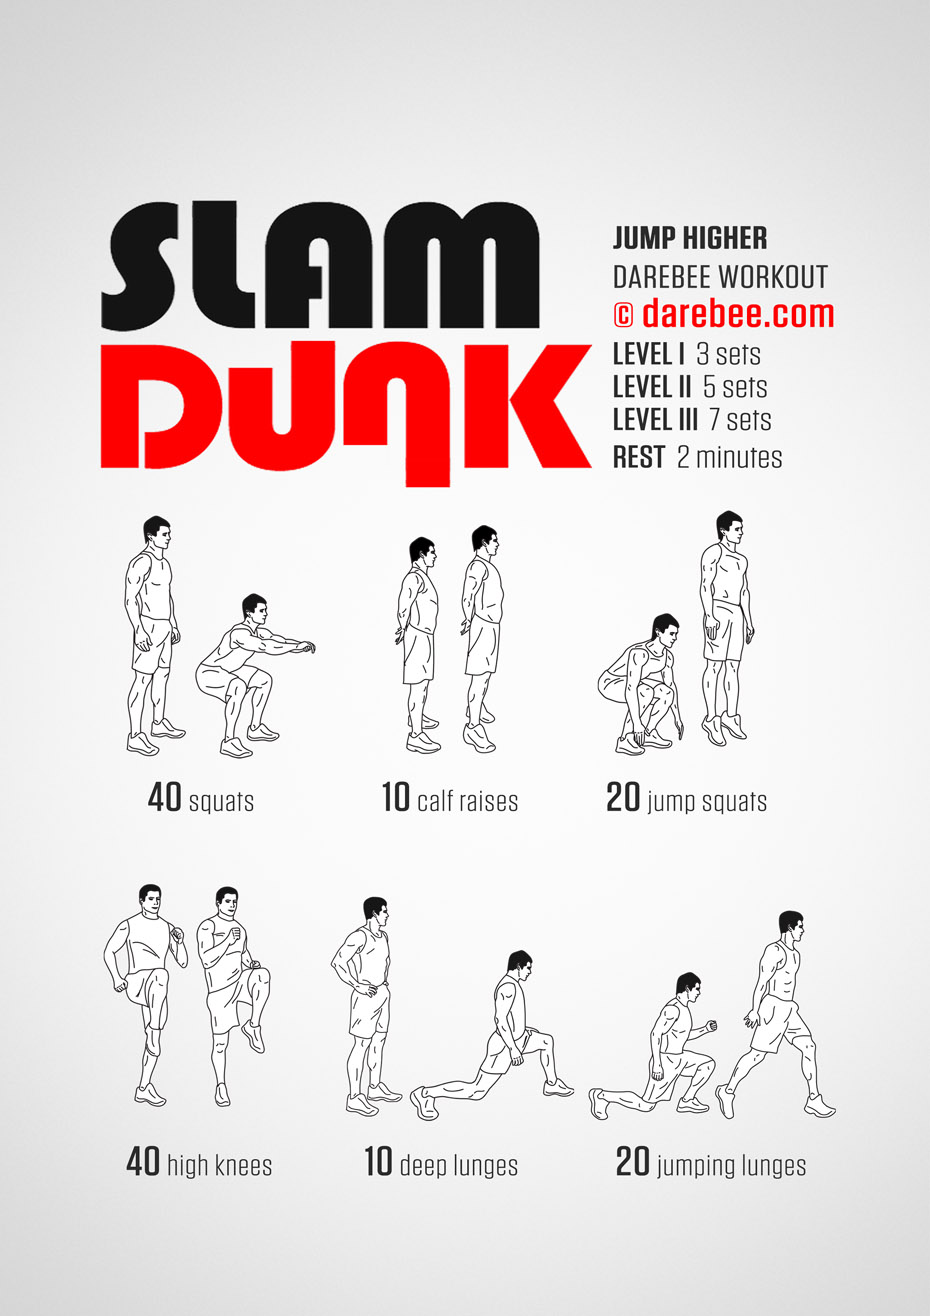 SLAM
DUNK
JUMP HIGHER
DAREBEE WORKOUT
© darebee.com
LEVEL I 3 sets
LEVEL II 5 sets
LEVEL III 7 sets
REST 2 minutes
40 squats
10 calf raises
20 jump squats
40 high knees
10 deep lunges
20 jumping lunges